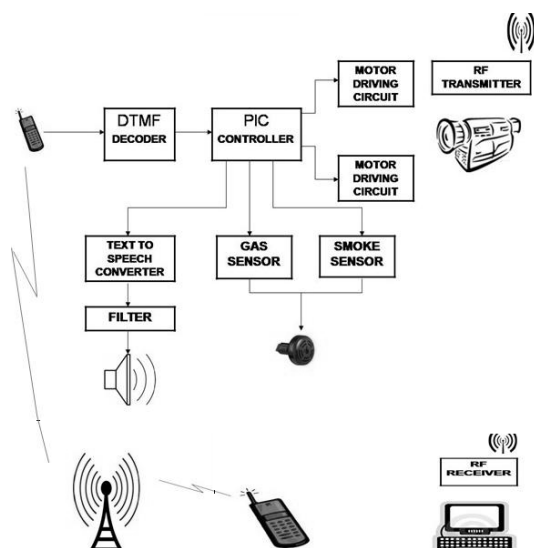 MOTOR
DRIVING
CIRCUIT
RF
TRANSMITTER
DTMF
DECODER
PIC
CONTROLLER
MOTOR
DRIVING
CIRCUIT
TEXT TO
SPEECH
CONVERTER
GAS
SENSOR
SMOKE
SENSOR
FILTER
RF
RECEIVER